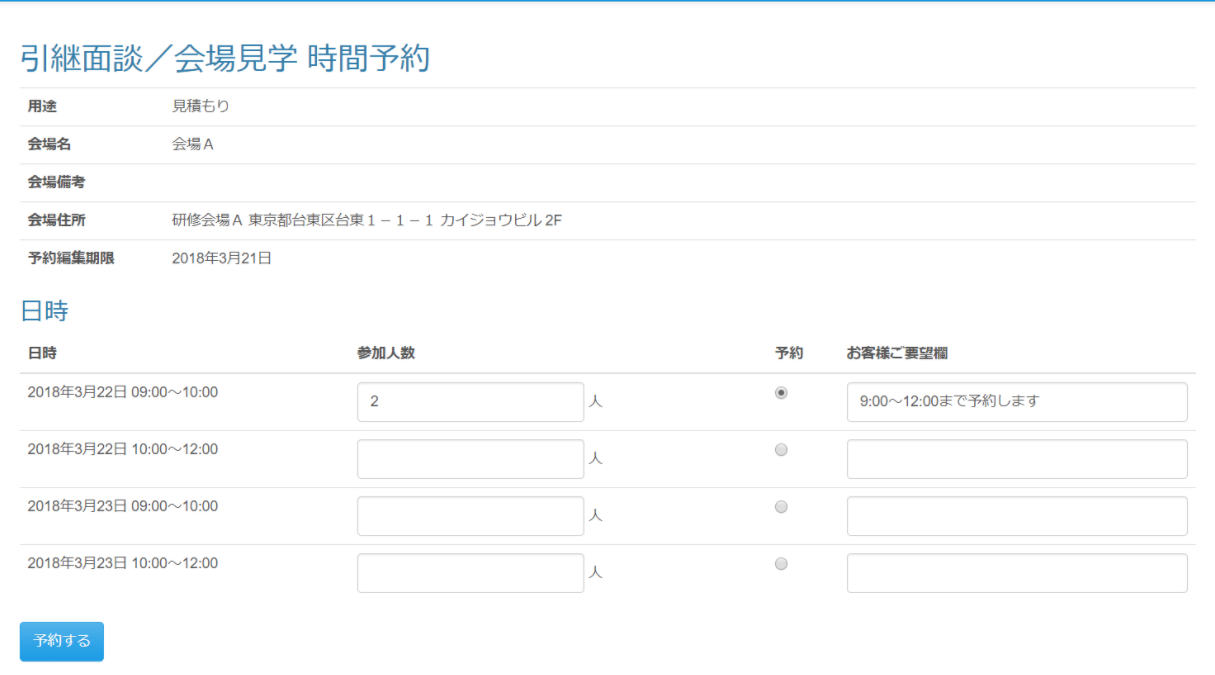 引継面談／会場見学 時間予約
用途 見積もり
会場名 会場A
会場備考
会場住所 研修会場A 東京都台東区台東１－１－１ カイジョウビル2F
予約編集期限 2018年3月21日
日時
日時 参加人数 予約 お客様ご要望欄
2018年3月22日 09:00～10:00 2 人 9:00～12:00まで予約します
2018年3月22日 10:00～12:00 人
2018年3月23日 09:00～10:00 人
2018年3月23日 10:00～12:00 人
予約する